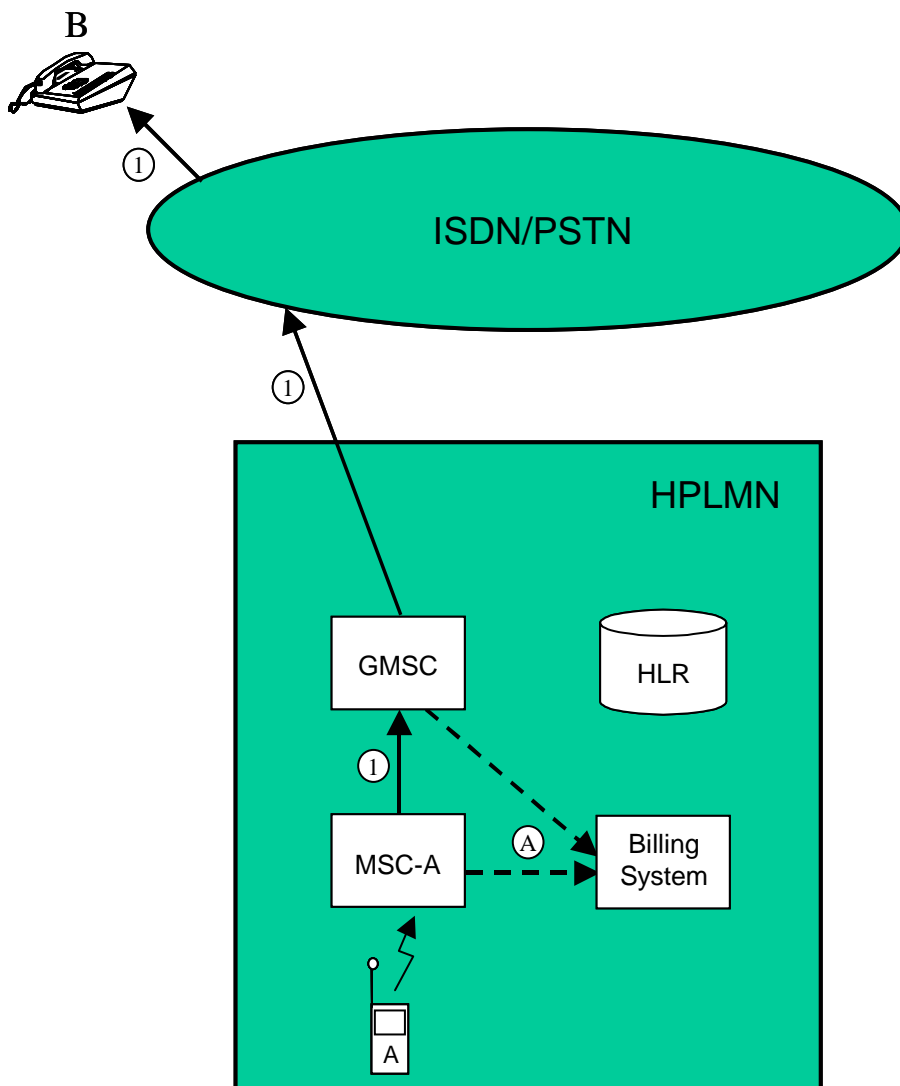 B
1
ISDN/PSTN
1
HPLMN
GMSC
HLR
1
A
MSC-A
Billing
System
A